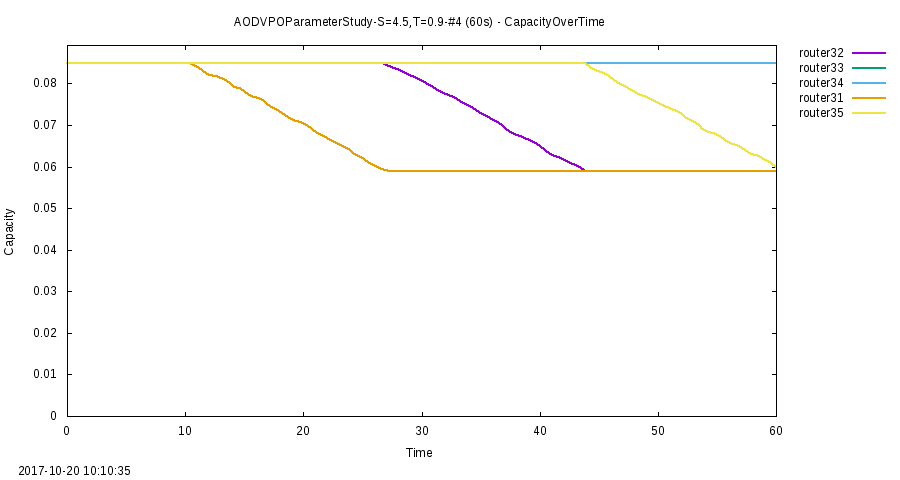 AODVPOParameterStudy-S=4.5,T=0.9-#4 (60s) - CapacityOverTime
router32
router33
router34
router31
router35
0.08
0.07
0.06
0.05
0.04
0.03
0.02
0.01
0
Capacity
0 10 20 30 40 50 60
Time
2017-10-20 10:10:35